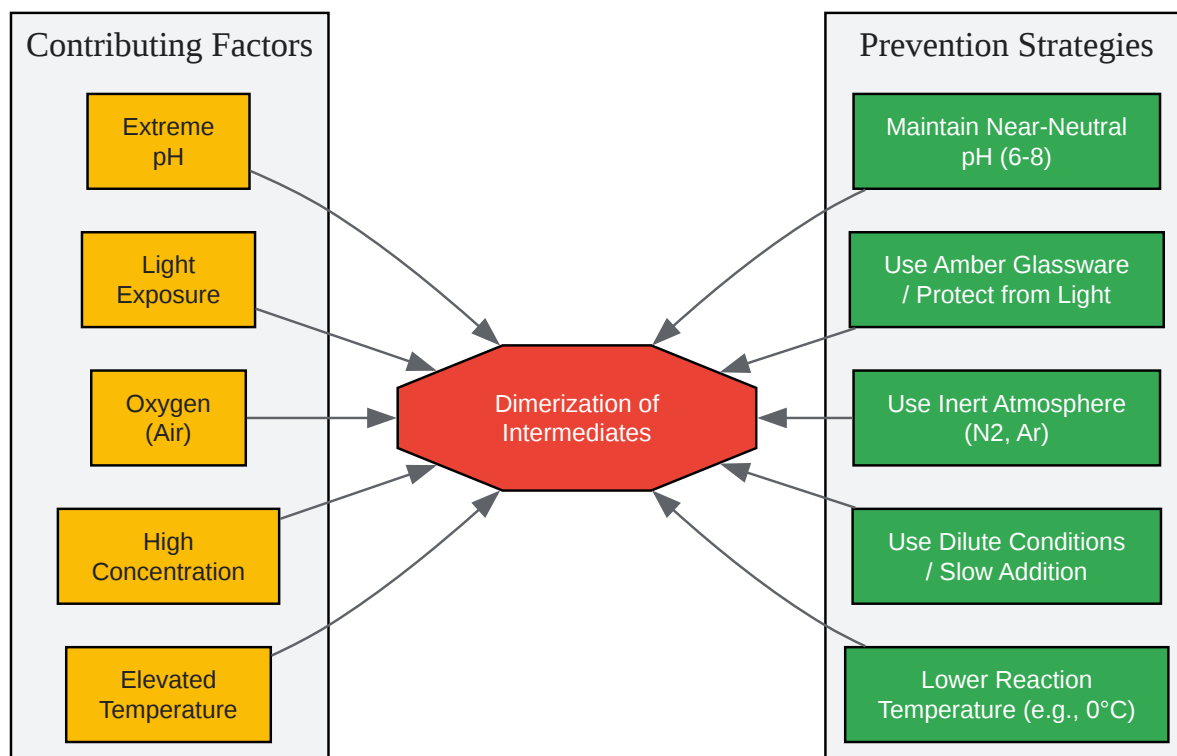 Contributing Factors
Extreme
pH
Light
Exposure
Oxygen
(Air)
High
Concentration
Elevated
Temperature
Dimerization of
Intermediates
Prevention Strategies
Maintain Near-Neutral
pH (6-8)
Use Amber Glassware
/ Protect from Light
Use Inert Atmosphere
(N2, Ar)
Use Dilute Conditions
/ Slow Addition
Lower Reaction
Temperature (e.g., 0°C)